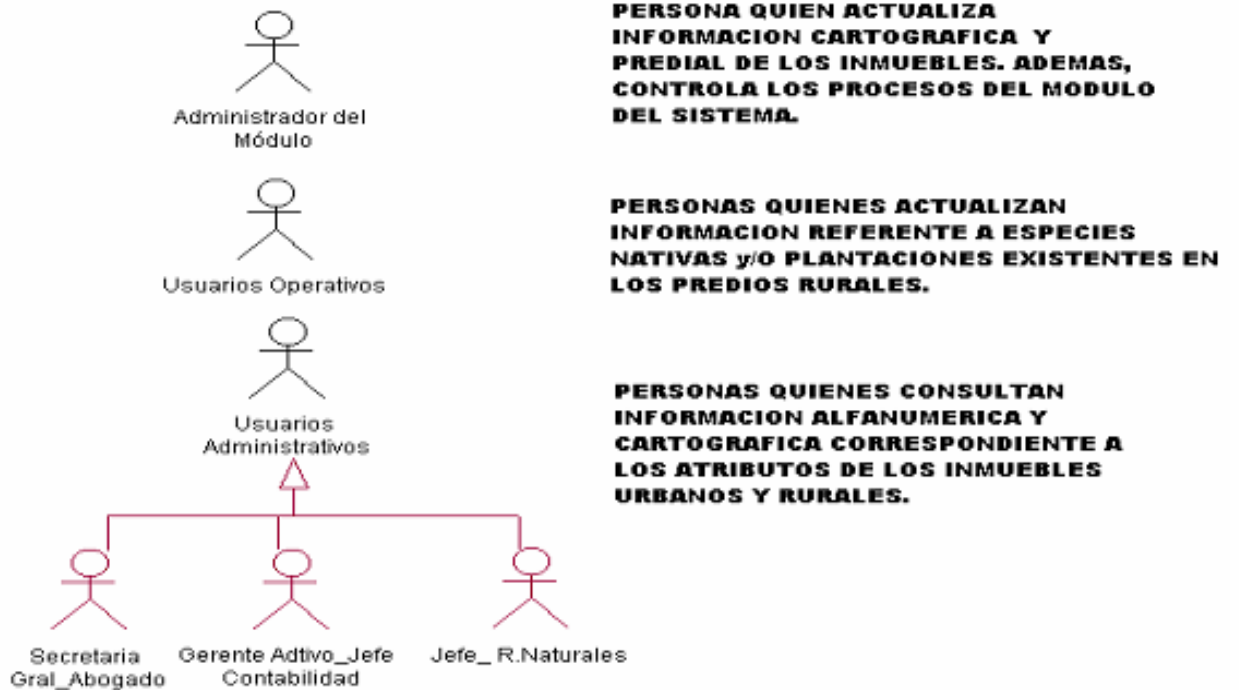 PERSONA QUIEN ACTUALIZA
INFORMACION CARTOGRAFICA Y
PREDIAL DE LOS INMUEBLES. ADEMAS,
CONTROLA LOS PROCESOS DEL MODULO
DEL SISTEMA.
Administrador del
Módulo
PERSONAS QUIENES ACTUALIZAN
INFORMACION REFERENTE A ESPECIES
NATIVAS y/O PLANTACIONES EXISTENTES EN
LOS PREDIOS RURALES.
Usuarios Operativos
PERSONAS QUIENES CONSULTAN
INFORMACION ALFANUMERICA Y
CARTOGRAFICA CORRESPONDIENTE A
LOS ATRIBUTOS DE LOS INMUEBLES
URBANOS Y RURALES.
Usuarios
Administrativos
Secretaria
Gral_Abogado
Gerente Adtivo_Jefe
Contabilidad
Jefe_ R.Naturales